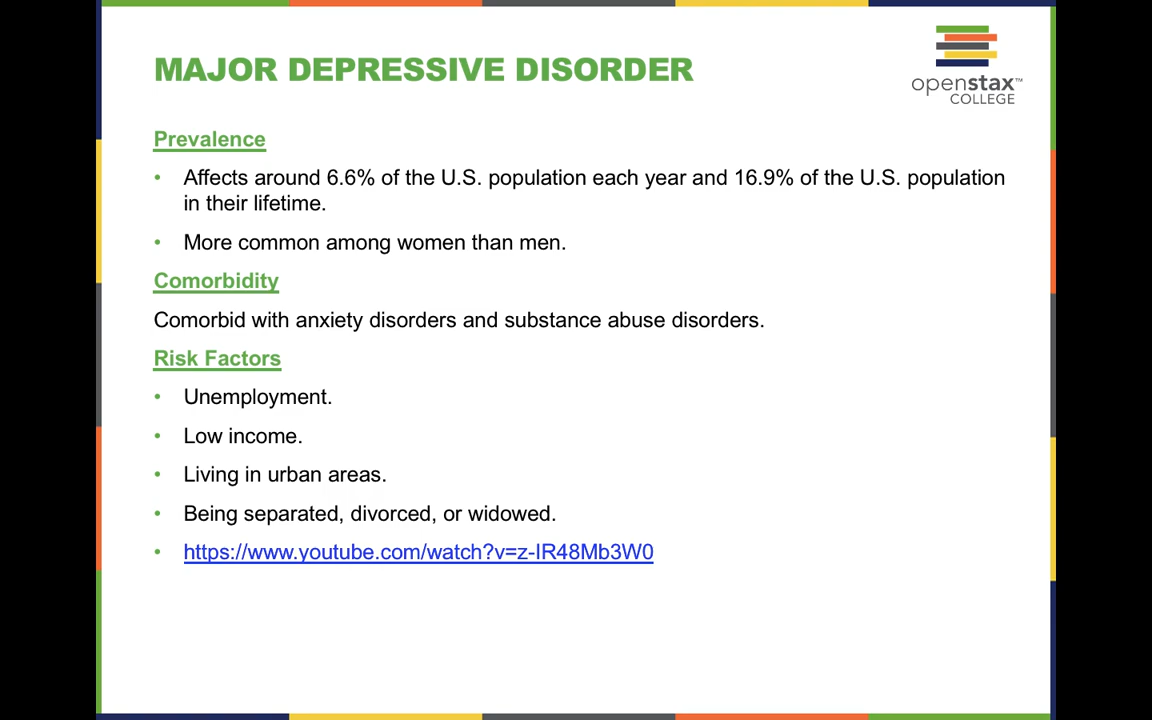 MAJOR DEPRESSIVE DISORDER
openstax™
COLLEGE
Prevalence
• Affects around 6.6% of the U.S. population each year and 16.9% of the U.S. population
in their lifetime.
• More common among women than men.
Comorbidity
Comorbid with anxiety disorders and substance abuse disorders.
Risk Factors
• Unemployment.
• Low income.
• Living in urban areas.
• Being separated, divorced, or widowed.
• https://www.youtube.com/watch?v=z-IR48Mb3W0